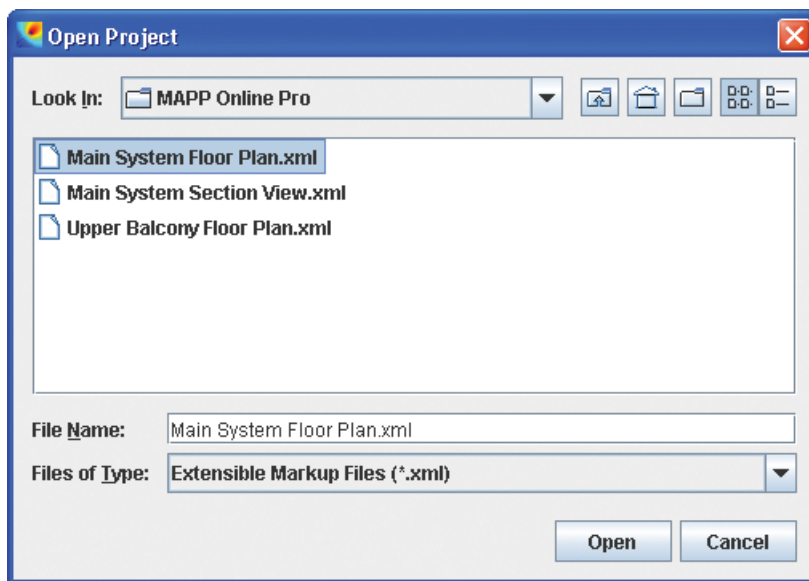 Open Project
Look In: MAPP Online Pro
Main System Floor Plan.xml
Main System Section View.xml
Upper Balcony Floor Plan.xml
File Name: Main System Floor Plan.xml
Files of Type: Extensible Markup Files (*.xml)
Open Cancel